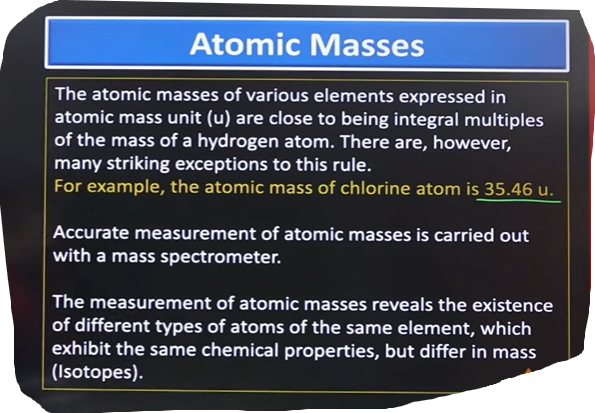 Atomic Masses
The atomic masses of various elements expressed in
atomic mass unit (u) are close to being integral multiples
of the mass of a hydrogen atom. There are, however,
many striking exceptions to this rule.
For example, the atomic mass of chlorine atom is 35.46 u.
Accurate measurement of atomic masses is carried out
with a mass spectrometer.
The measurement of atomic masses reveals the existence
of different types of atoms of the same element, which
exhibit the same chemical properties, but differ in mass
(Isotopes).